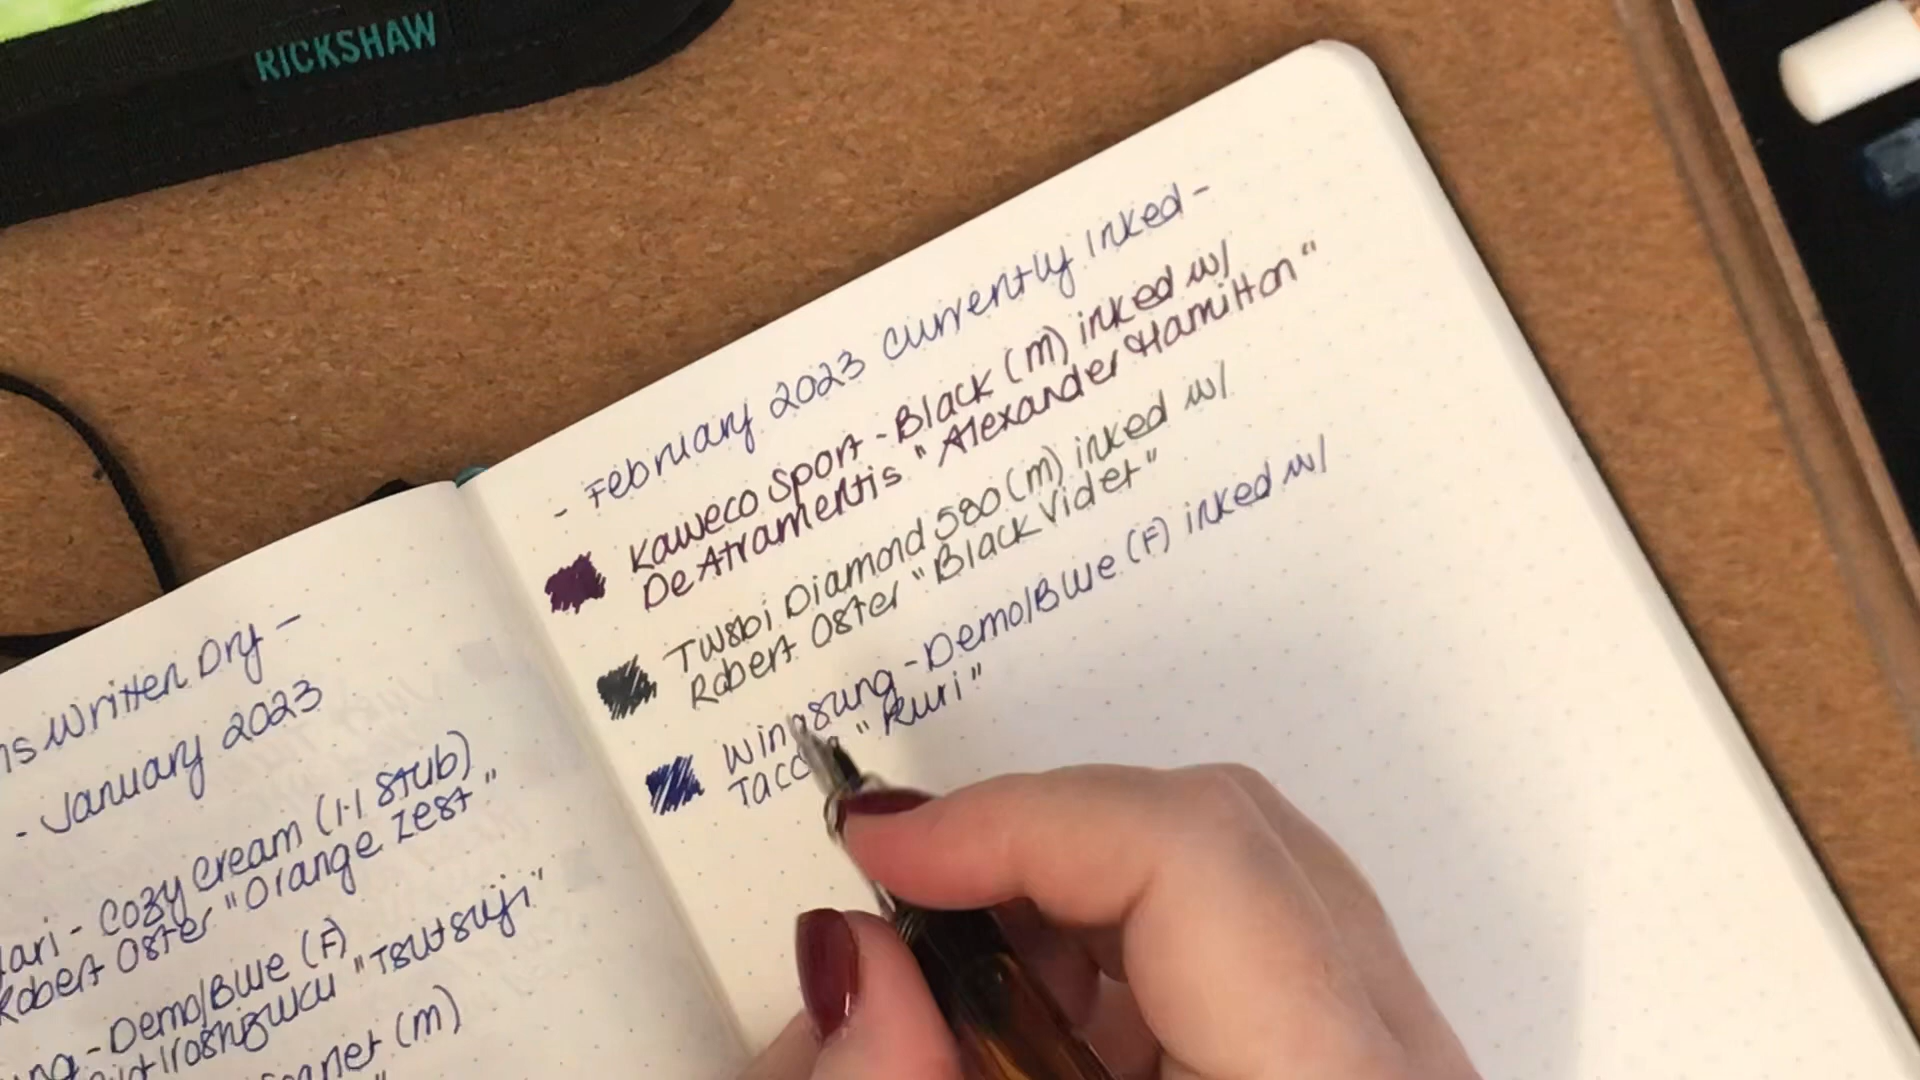 RICKSHAW
Written Dry -
- January 2023
Cozy Cream (1.1 Stub)
Robert Oster "Orange Zest"
- Demo/Blue (F)
"Tsutsuji"
(M)
- February 2023 Currently Inked -
Kaweco Sport - Black (M) inked w/
De Atramentis "Alexander Hamilton"
TWSbi Diamond 580 (M) inked w/
Robert Oster "Black Vider"
Wingsung - Demo/Blue (F) inked w/
"Ruri"